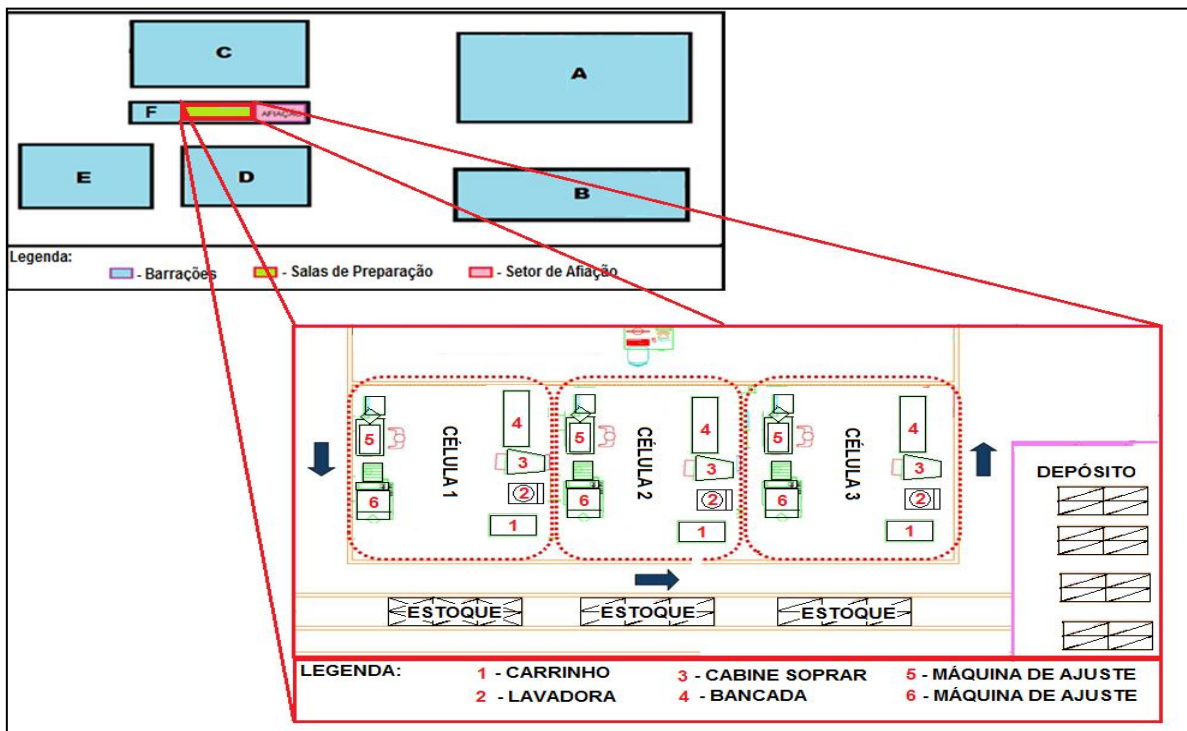 C
A
F
AFIAÇÃO
E
D
B
Legenda:
- Barrações - Salas de Preparação - Setor de Afiação
4 4 4
5 5 5
CÉLULA 1 CÉLULA 2 CÉLULA 3
3 3 3
DEPÓSITO
6 2 6 2 6 2
1 1 1
ESTOQUE ESTOQUE ESTOQUE
LEGENDA: 1 - CARRINHO 3 - CABINE SOPRAR 5 - MÁQUINA DE AJUSTE
2 - LAVADORA 4 - BANCADA 6 - MÁQUINA DE AJUSTE